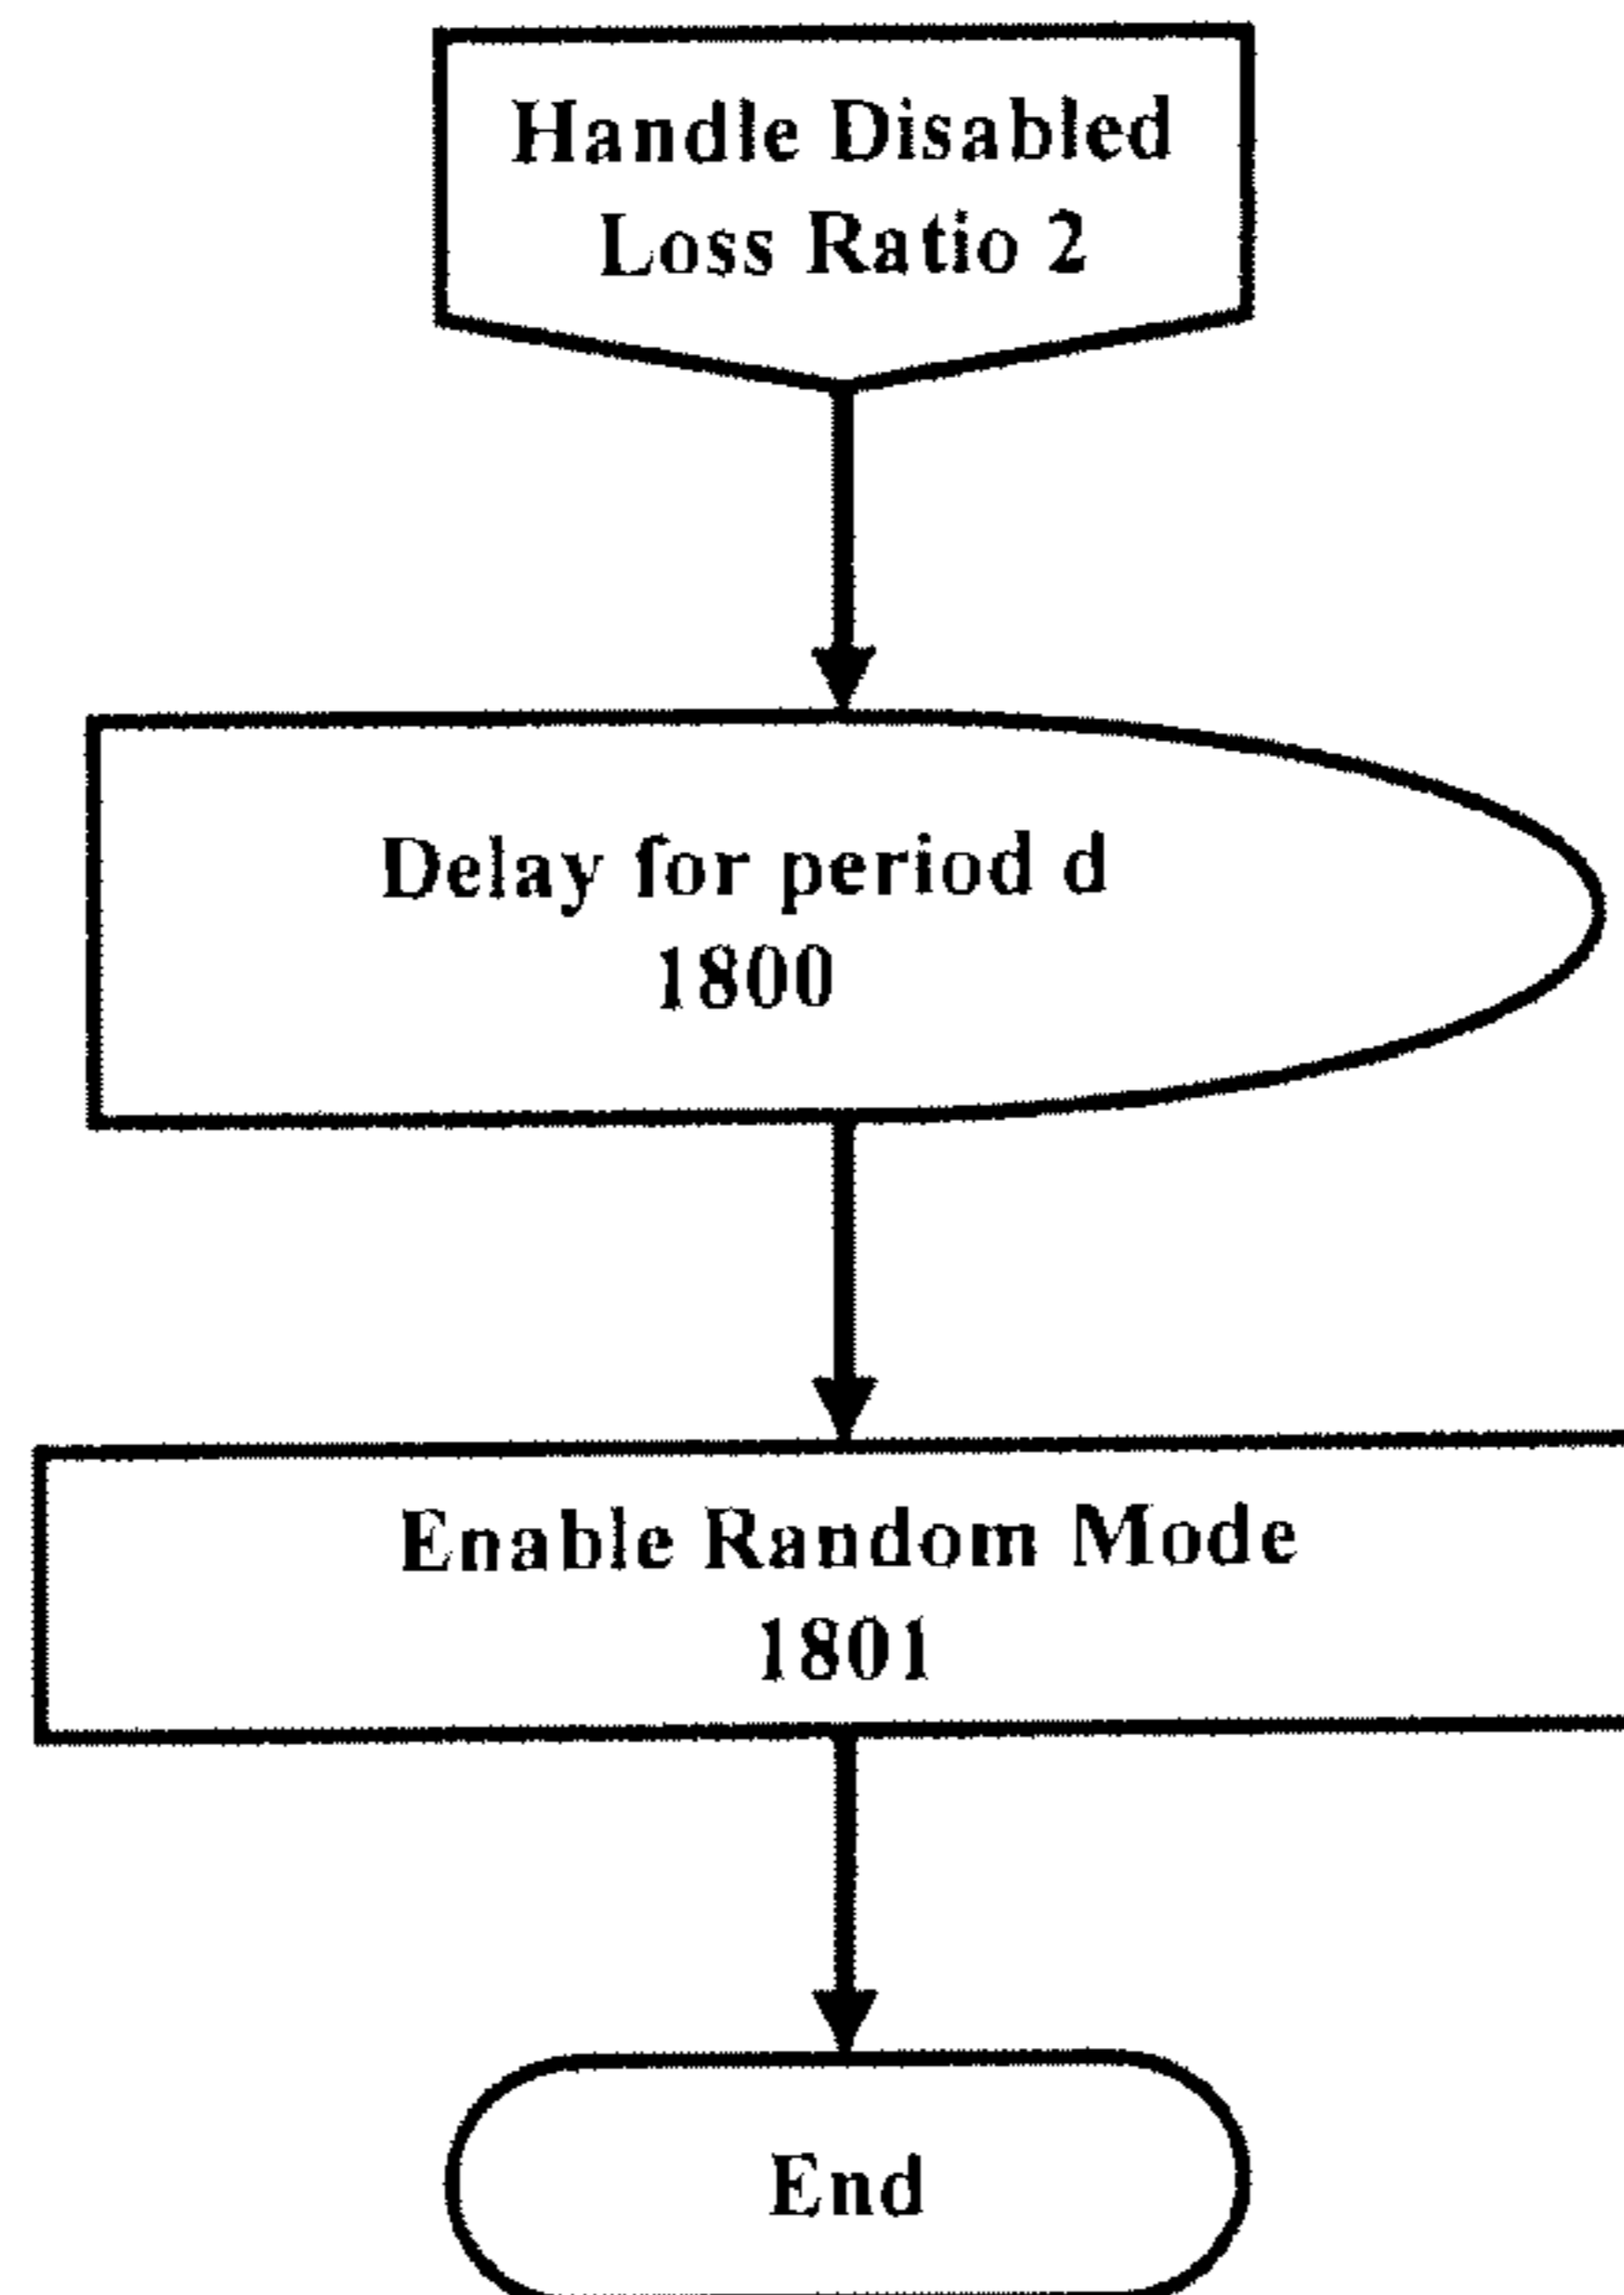 Handle Disabled
Loss Ratio 2
Delay for period d
1800
Enable Random Mode
1801
End